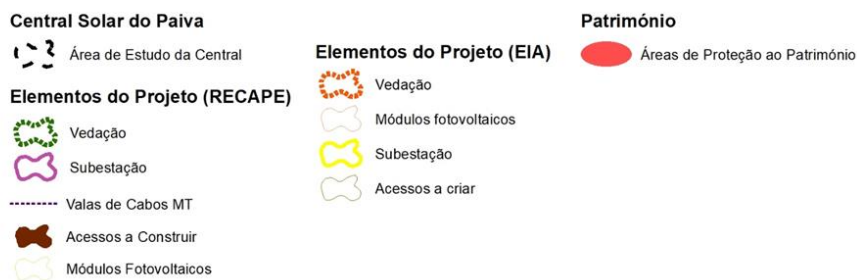 Central Solar do Paiva
Área de Estudo da Central
Elementos do Projeto (RECAPE)
Vedação
Subestação
Valas de Cabos MT
Acessos a Construir
Módulos Fotovoltaicos
Elementos do Projeto (EIA)
Vedação
Módulos fotovoltaicos
Subestação
Acessos a criar
Património
Áreas de Proteção ao Património